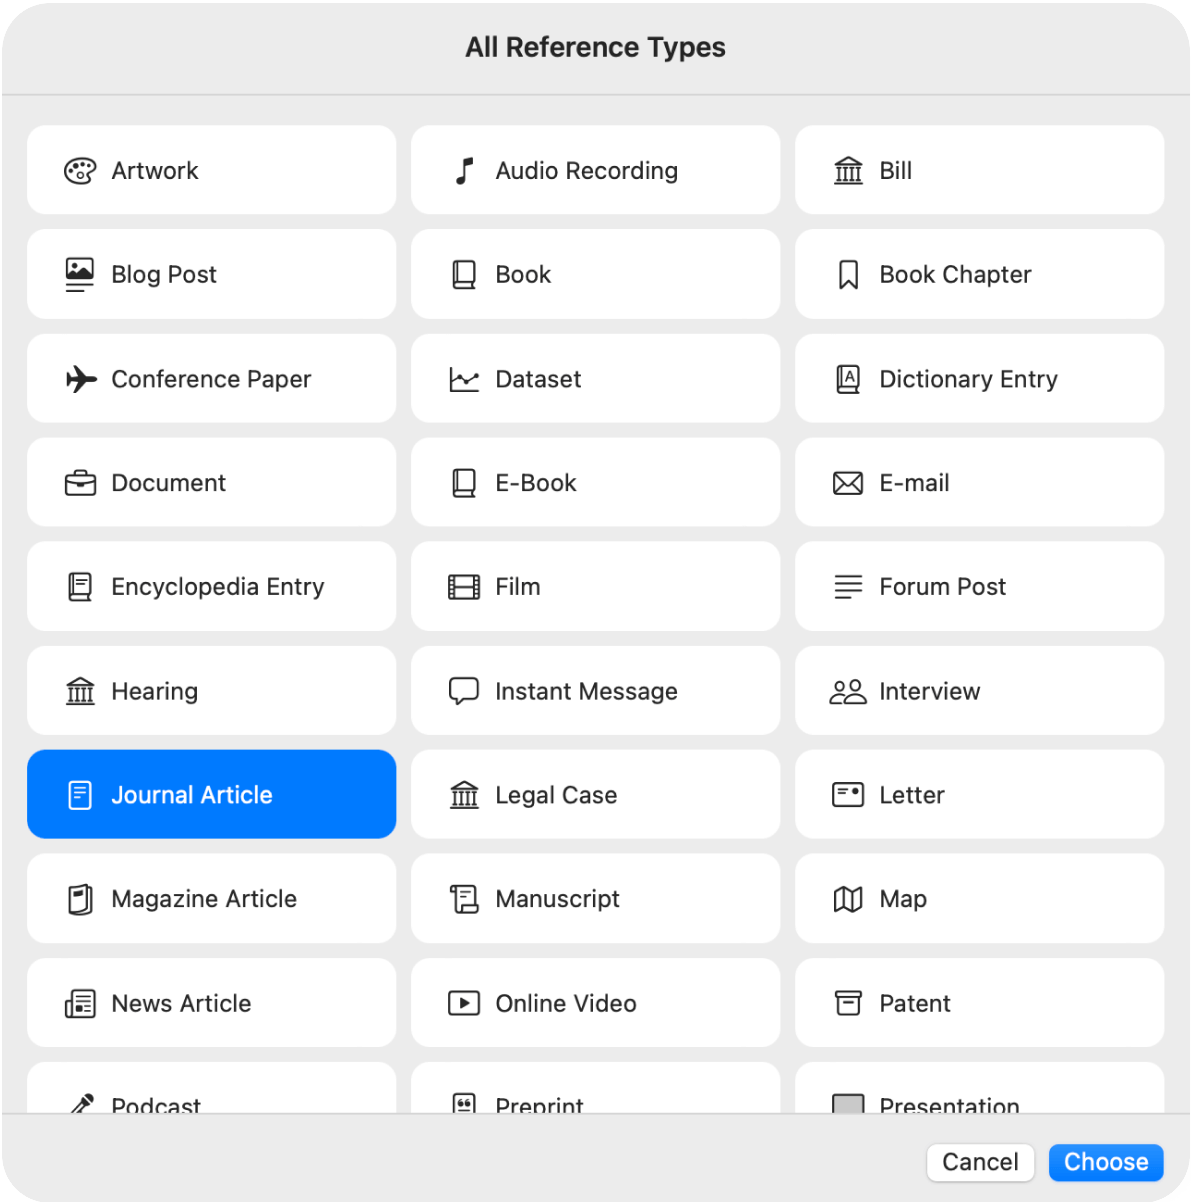 All Reference Types
Artwork
Audio Recording
Bill
Blog Post
Book
Book Chapter
Conference Paper
Dataset
Dictionary Entry
Document
E-Book
E-mail
Encyclopedia Entry
Film
Forum Post
Hearing
Instant Message
Interview
Journal Article
Legal Case
Letter
Magazine Article
Manuscript
Map
News Article
Online Video
Patent
Podcast
Preprint
Presentation
Cancel
Choose